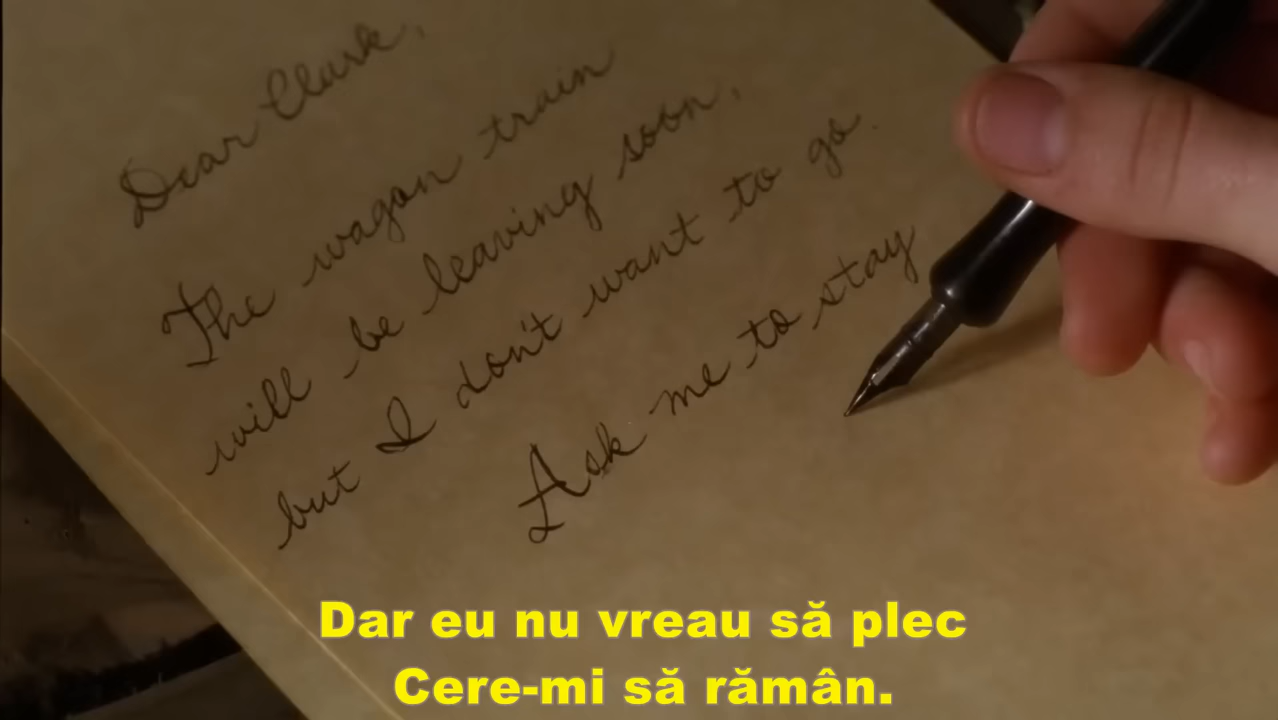 Dear Clark,
The wagon train
will be leaving soon,
but I don't want to go.
Ask me to stay
Dar eu nu vreau să plec
Cere-mi să rămân.